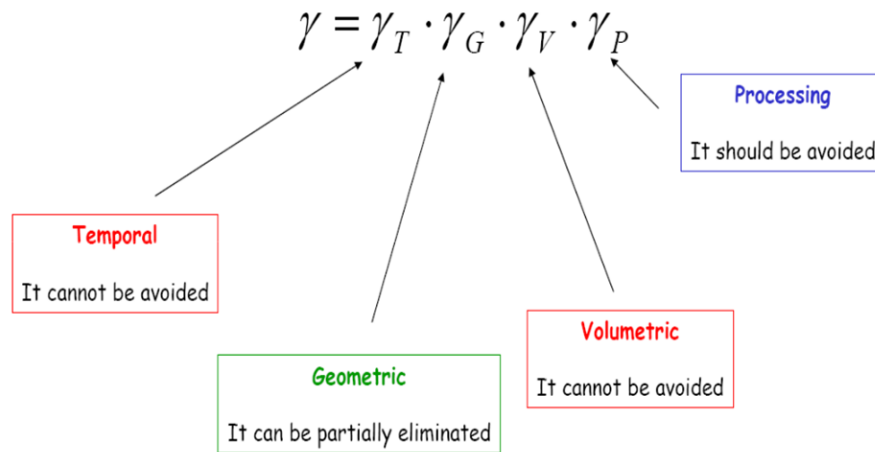 γ = γ_T · γ_G · γ_V · γ_P
Processing
It should be avoided
Temporal
It cannot be avoided
Volumetric
It cannot be avoided
Geometric
It can be partially eliminated